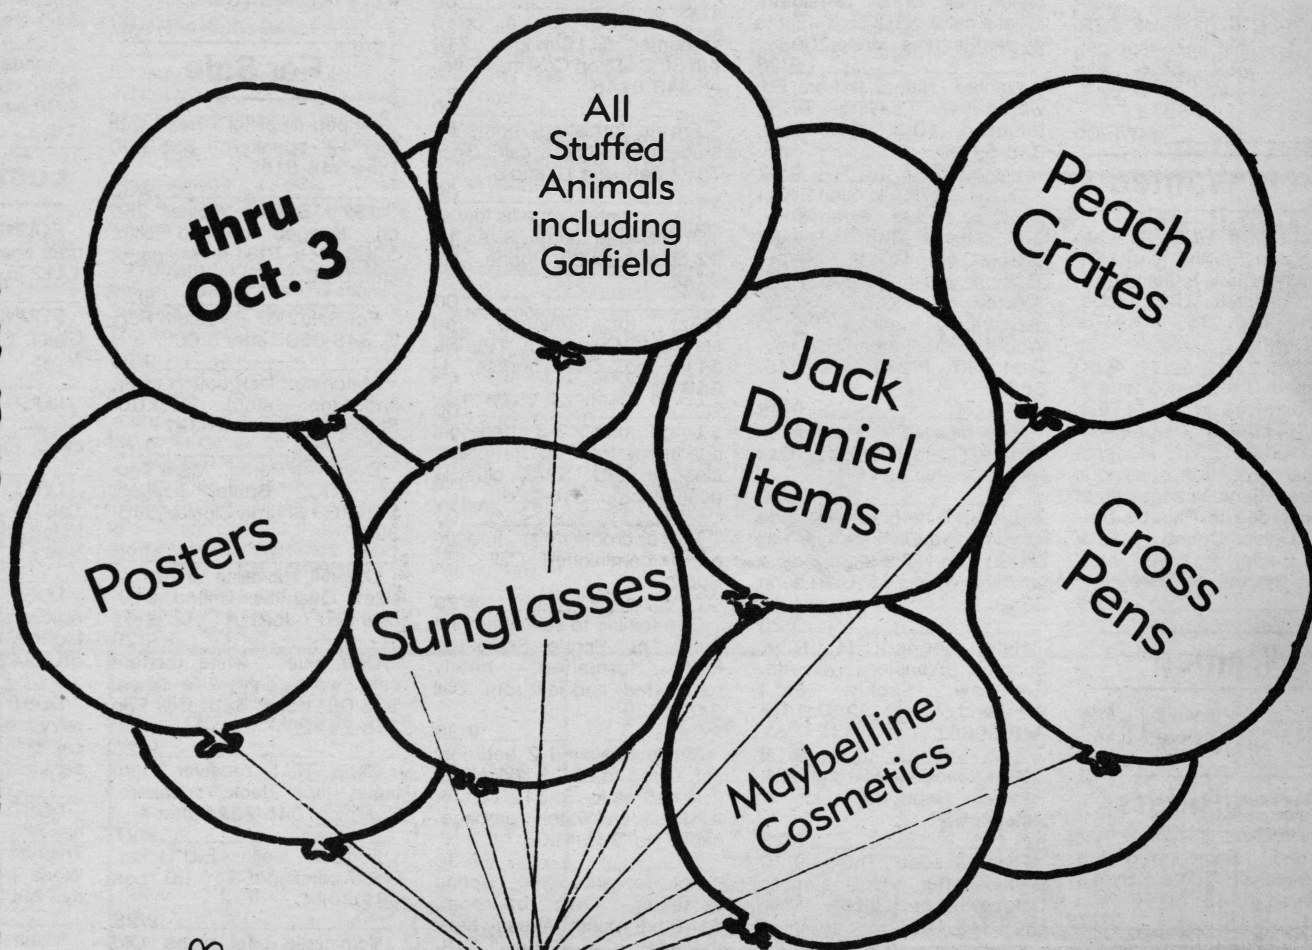 thru
Oct. 3
All
Stuffed
Animals
including
Garfield
Peach
Crates
Jack
Daniel
Items
Posters
Sunglasses
Cross
Pens
Maybelline
Cosmetics